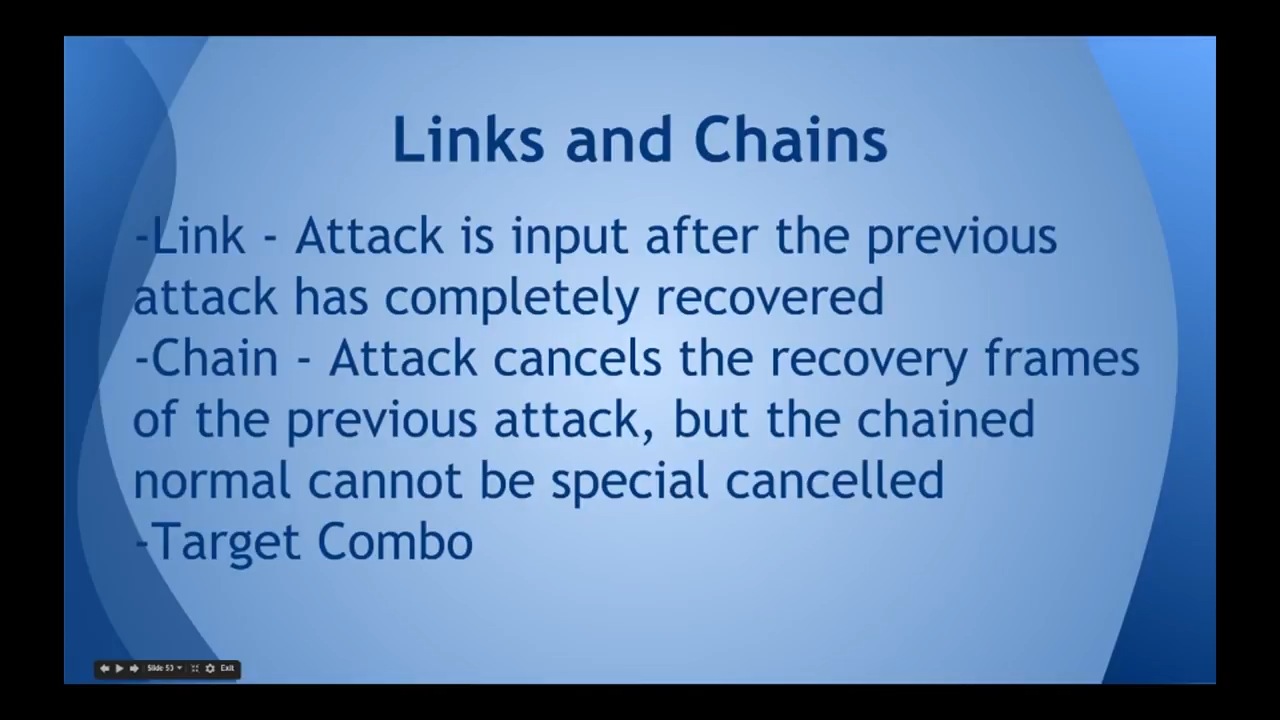 Links and Chains
-Link - Attack is input after the previous
attack has completely recovered
-Chain - Attack cancels the recovery frames
of the previous attack, but the chained
normal cannot be special cancelled
-Target Combo
Slide 53 Exit